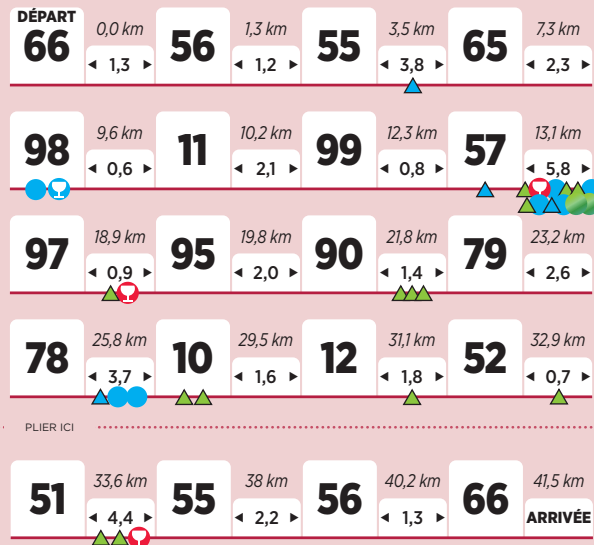 DÉPART
66 0,0 km 56 1,3 km 55 3,5 km 65 7,3 km
◄ 1,3 ► ◄ 1,2 ► ◄ 3,8 ► ◄ 2,3 ►
98 9,6 km 11 10,2 km 99 12,3 km 57 13,1 km
◄ 0,6 ► ◄ 2,1 ► ◄ 0,8 ► ◄ 5,8 ►
97 18,9 km 95 19,8 km 90 21,8 km 79 23,2 km
◄ 0,9 ► ◄ 2,0 ► ◄ 1,4 ► ◄ 2,6 ►
78 25,8 km 10 29,5 km 12 31,1 km 52 32,9 km
◄ 3,7 ► ◄ 1,6 ► ◄ 1,8 ► ◄ 0,7 ►
PLIER ICI
51 33,6 km 55 38 km 56 40,2 km 66 41,5 km
◄ 4,4 ► ◄ 2,2 ► ◄ 1,3 ► ARRIVÉE